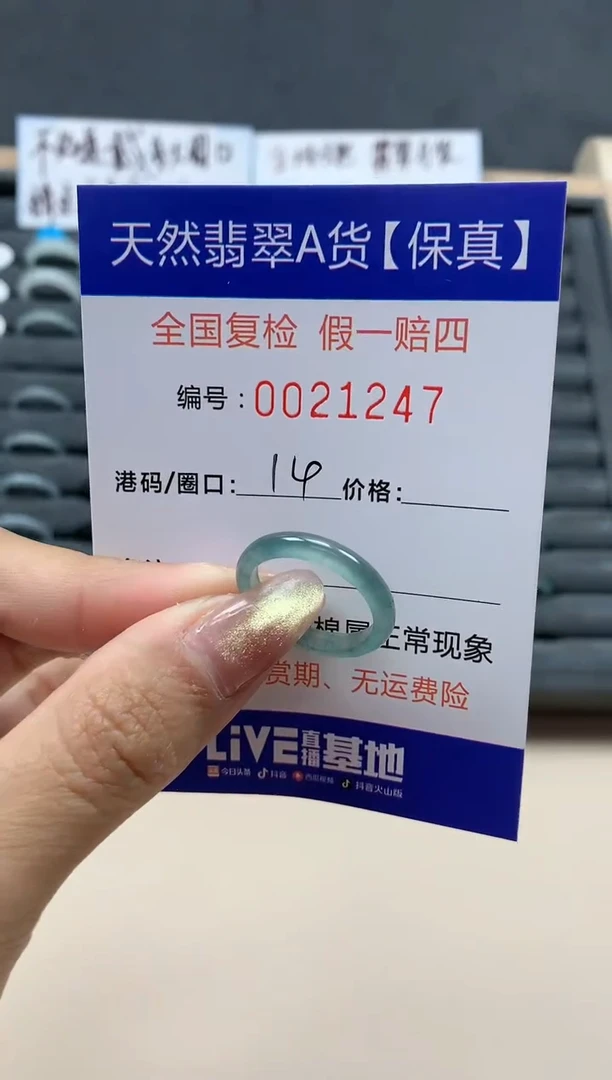 天然翡翠A货【保真】
全国复检 假一赔四
编号:0021247
港码/圈口: 14 价格:
棉属正常现象
赏期、无运费险
LiVE直播基地
今日头条 抖音 西瓜视频 抖音火山版